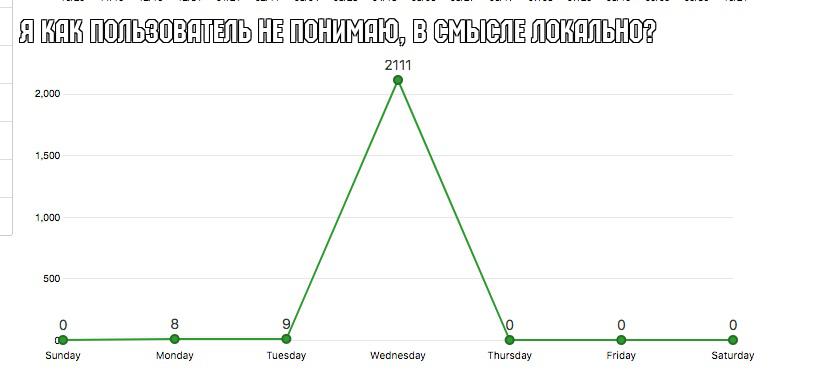 Я КАК ПОЛЬЗОВАТЕЛЬ НЕ ПОНИМАЮ, В СМЫСЛЕ ЛОКАЛЬНО?
2111
2,000
1,500
1,000
500
0 8 9 0 0 0
0
Sunday Monday Tuesday Wednesday Thursday Friday Saturday